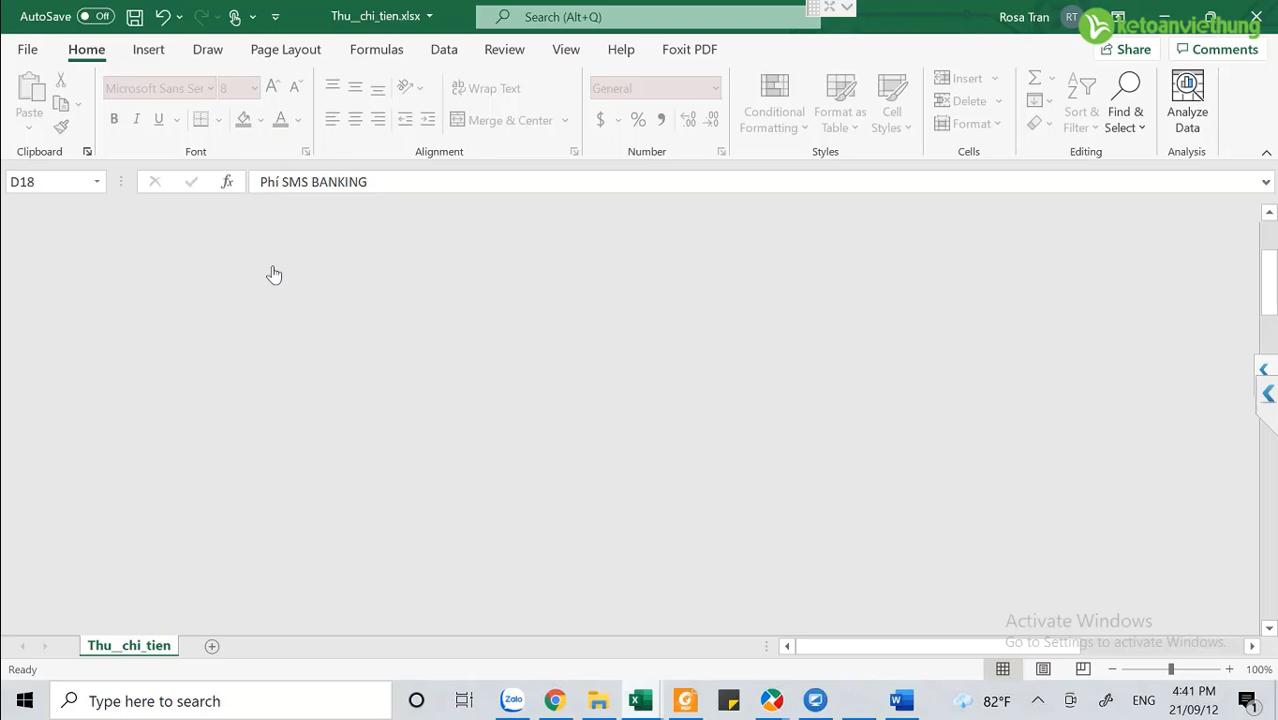 AutoSave Off Thu__chi_tien.xlsx Search (Alt+Q) Rosa Tran RT ketoanviethung
File Home Insert Draw Page Layout Formulas Data Review View Help Foxit PDF Share Comments
Paste Microsoft Sans Ser 8 Wrap Text General Conditional Formatting Format as Table Cell Styles Insert Sort & Filter Find & Select Analyze Data
B I U Merge & Center $ % Delete
Format
Clipboard Font Alignment Number Styles Cells Editing Analysis
D18 fx Phí SMS BANKING
Activate Windows
Go to Settings to activate Windows.
Thu__chi_tien
Ready 100%
Type here to search Zalo 82°F ENG 4:41 PM
21/09/12